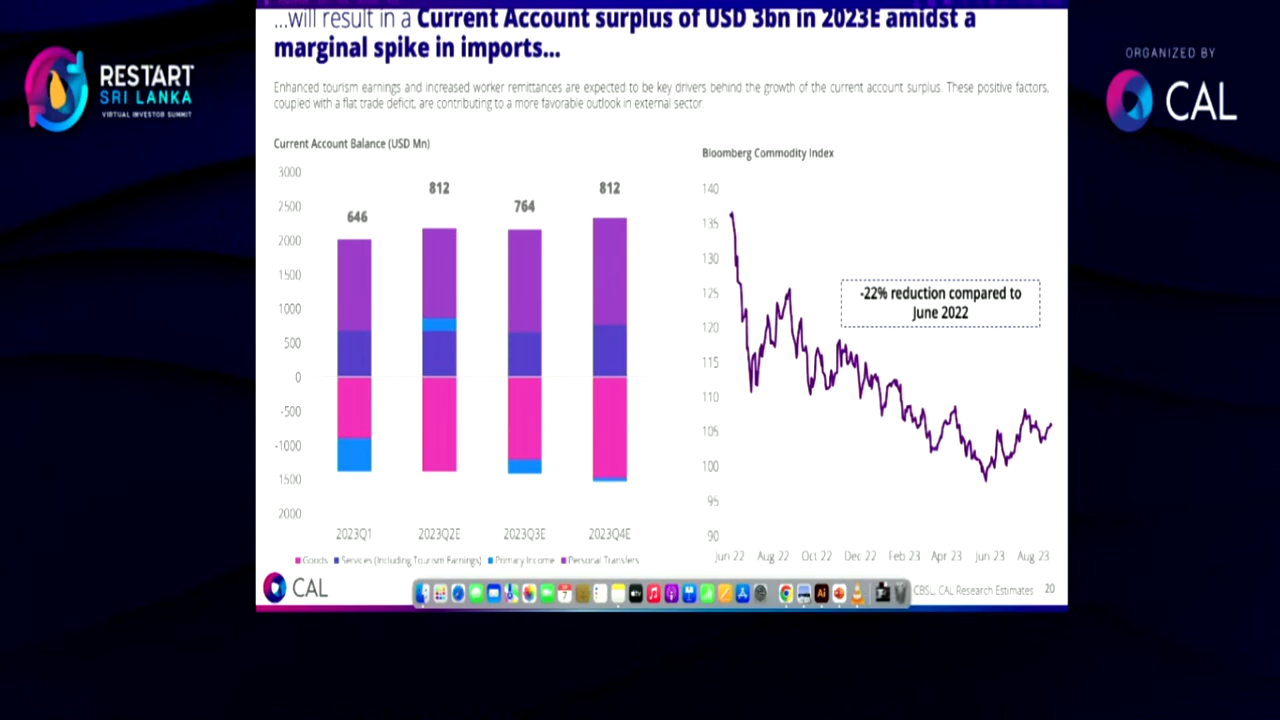 RESTART
SRI LANKA
VIRTUAL INVESTOR SUMMIT
ORGANIZED BY
CAL
...will result in a Current Account surplus of USD 3bn in 2023E amidst a
marginal spike in imports...
Enhanced tourism earnings and increased worker remittances are expected to be key drivers behind the growth of the current account surplus. These positive factors,
coupled with a flat trade deficit, are contributing to a more favorable outlook in external sector.
Current Account Balance (USD Mn)
3000
2500
2000
1500
1000
500
0
-500
-1000
1500
2000
646
812
764
812
2023Q1 2023Q2E 2023Q3E 2023Q4E
Goods Services (Including Tourism Earnings) Primary Income Personal Transfers
Bloomberg Commodity Index
140
135
130
125
120
115
110
105
100
95
90
-22% reduction compared to
June 2022
Jun 22 Aug 22 Oct 22 Dec 22 Feb 23 Apr 23 Jun 23 Aug 23
CAL
7
tv
Ai
CBSL, CAL Research Estimates 20